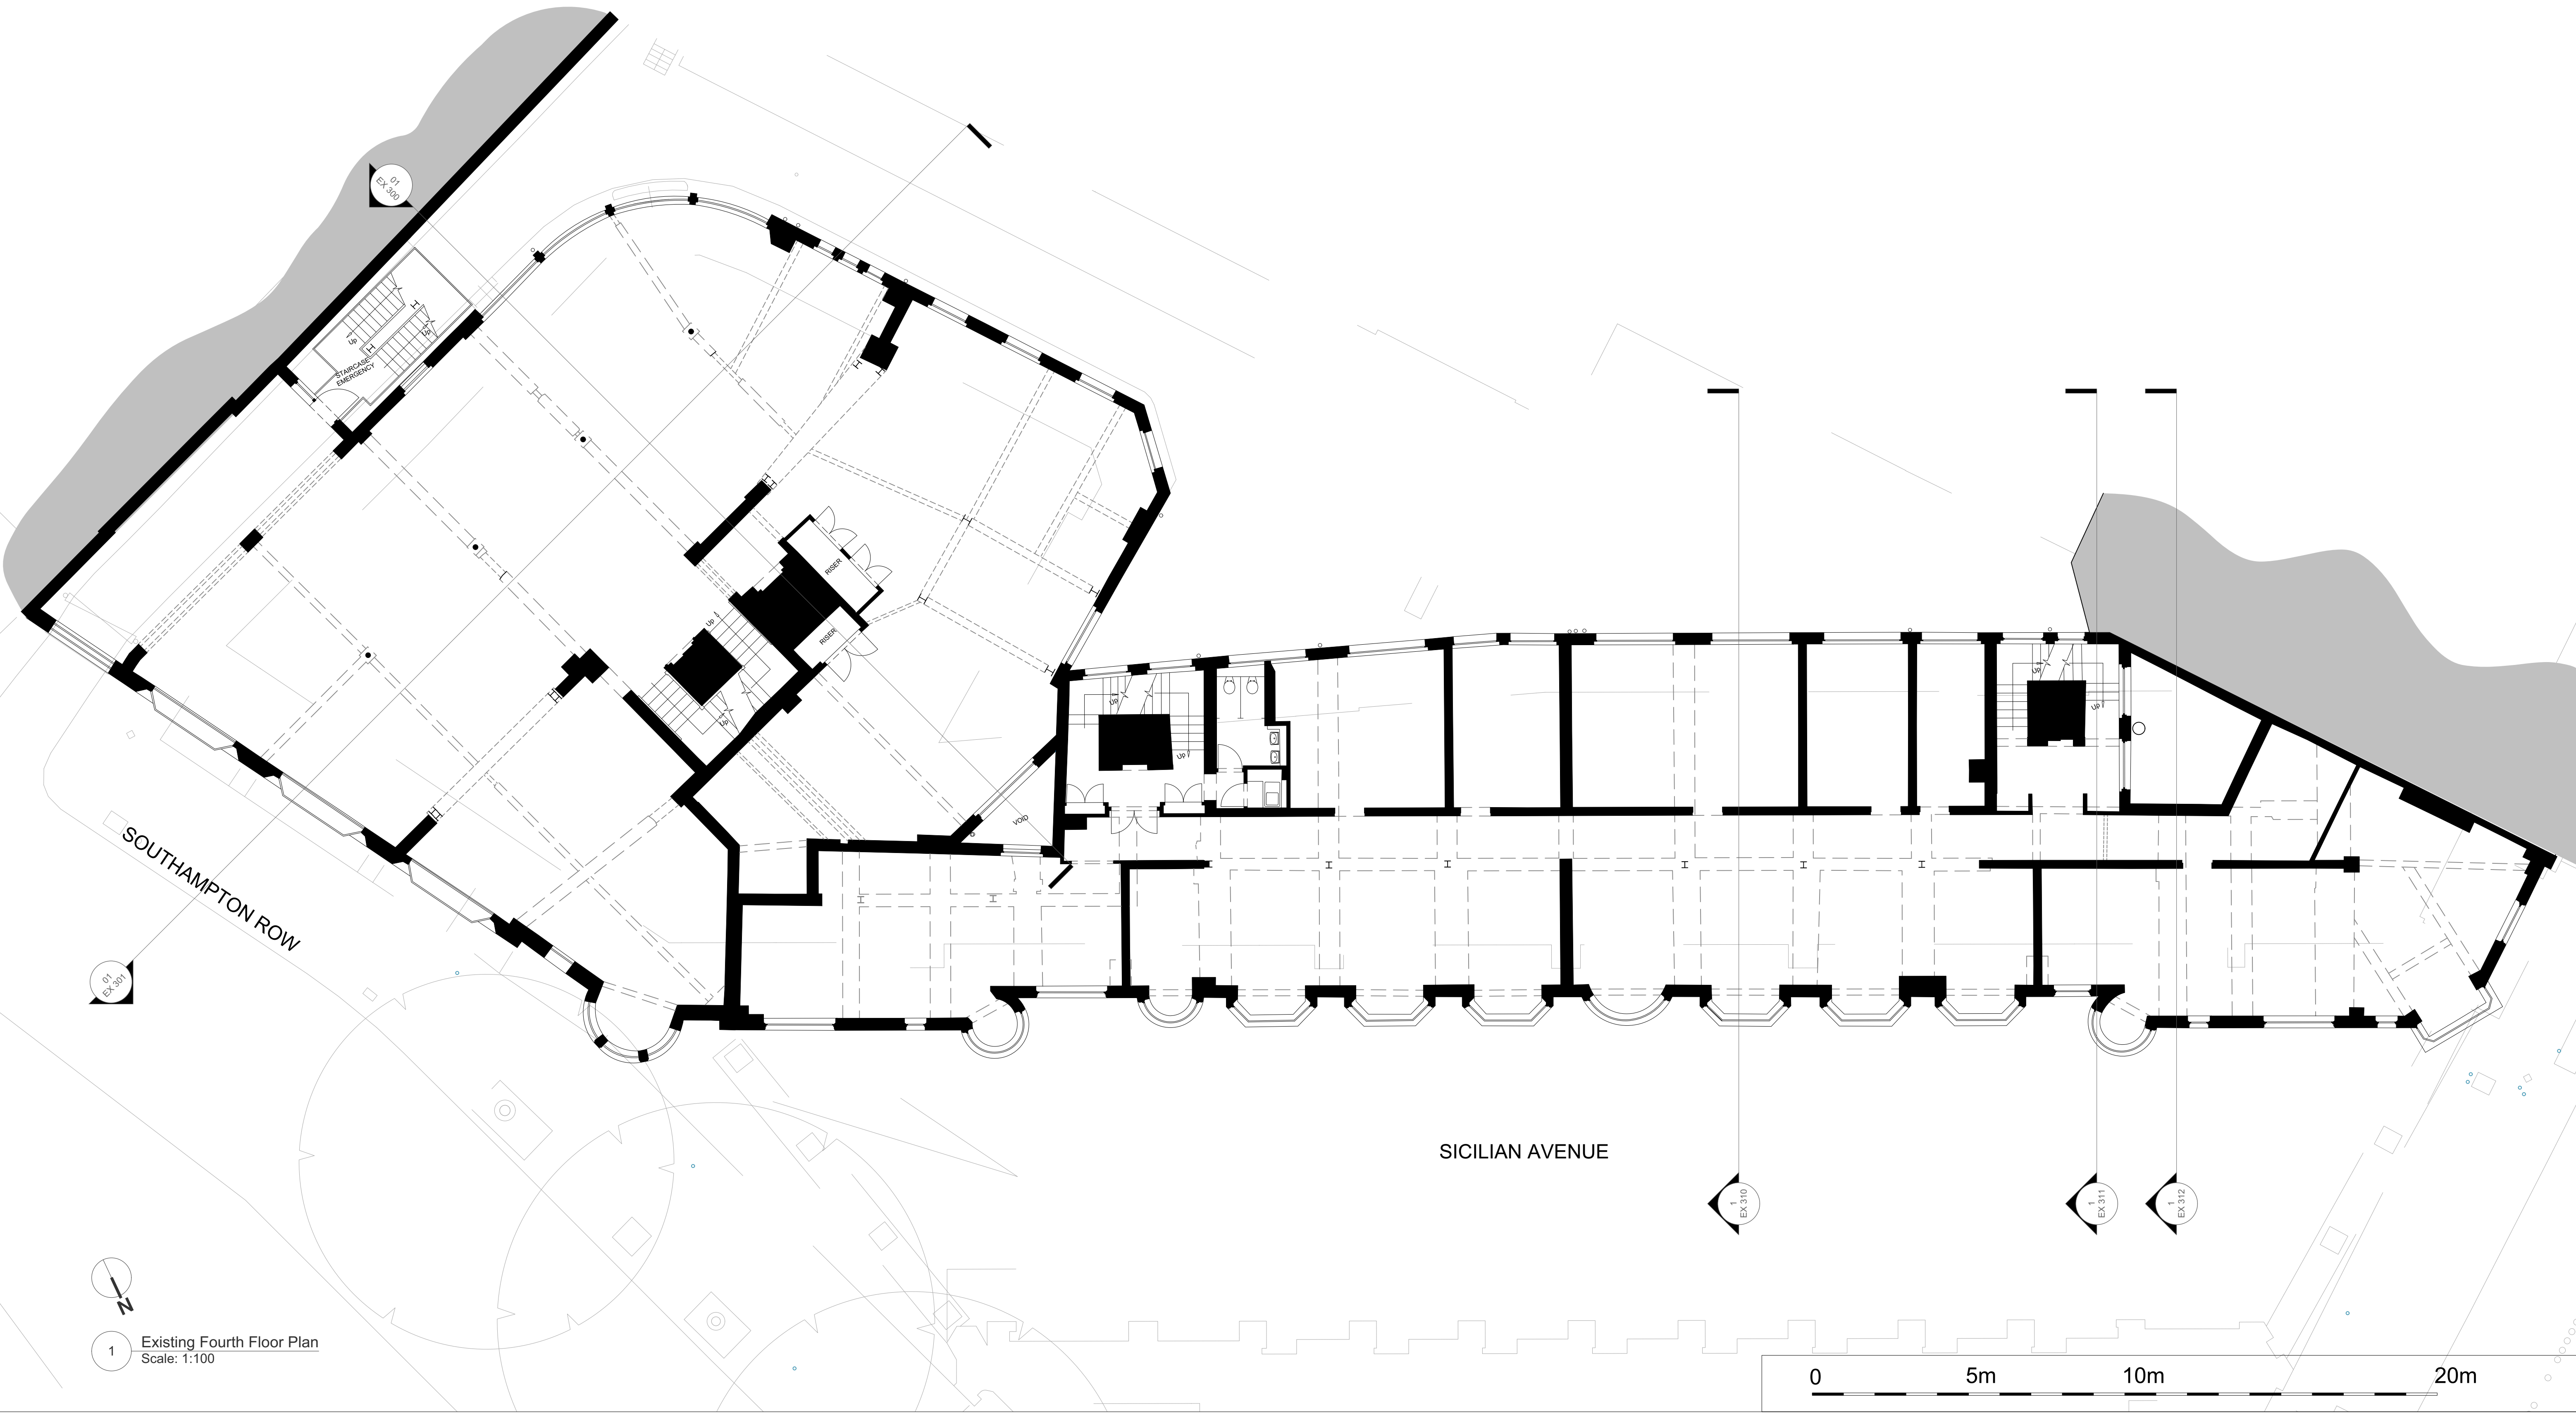 01
EX 300
Up
Up
STAIRCASE
EMERGENCY
RISER
RISER
Up
Up
Up
Up
Up
Up
VOID
SOUTHAMPTON ROW
01
EX 301
SICILIAN AVENUE
1
EX 310
1
EX 311
1
EX 312
N
1
Existing Fourth Floor Plan
Scale: 1:100
0
5m
10m
20m